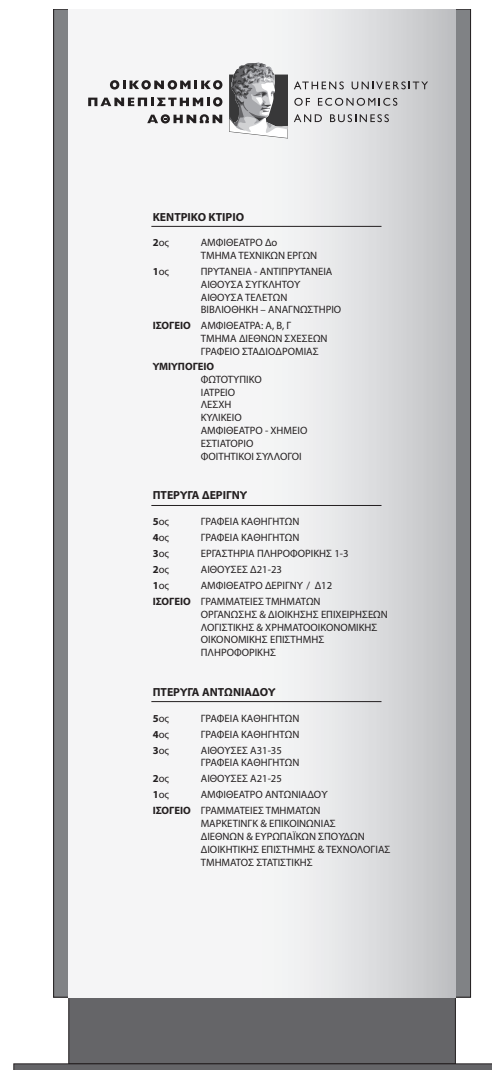 ΟΙΚΟΝΟΜΙΚΟ
ΠΑΝΕΠΙΣΤΗΜΙΟ
ΑΘΗΝΩΝ
ATHENS UNIVERSITY
OF ECONOMICS
AND BUSINESS
ΚΕΝΤΡΙΚΟ ΚΤΙΡΙΟ
2ος ΑΜΦΙΘΕΑΤΡΟ Δο
ΤΜΗΜΑ ΤΕΧΝΙΚΩΝ ΕΡΓΩΝ
1ος ΠΡΥΤΑΝΕΙΑ - ΑΝΤΙΠΡΥΤΑΝΕΙΑ
ΑΙΘΟΥΣΑ ΣΥΓΚΛΗΤΟΥ
ΑΙΘΟΥΣΑ ΤΕΛΕΤΩΝ
ΒΙΒΛΙΟΘΗΚΗ – ΑΝΑΓΝΩΣΤΗΡΙΟ
ΙΣΟΓΕΙΟ ΑΜΦΙΘΕΑΤΡΑ: Α, Β, Γ
ΤΜΗΜΑ ΔΙΕΘΝΩΝ ΣΧΕΣΕΩΝ
ΓΡΑΦΕΙΟ ΣΤΑΔΙΟΔΡΟΜΙΑΣ
ΥΜΙΥΠΟΓΕΙΟ
ΦΩΤΟΤΥΠΙΚΟ
ΙΑΤΡΕΙΟ
ΛΕΣΧΗ
ΚΥΛΙΚΕΙΟ
ΑΜΦΙΘΕΑΤΡΟ - ΧΗΜΕΙΟ
ΕΣΤΙΑΤΟΡΙΟ
ΦΟΙΤΗΤΙΚΟΙ ΣΥΛΛΟΓΟΙ
ΠΤΕΡΥΓΑ ΔΕΡΙΓΝΥ
5ος ΓΡΑΦΕΙΑ ΚΑΘΗΓΗΤΩΝ
4ος ΓΡΑΦΕΙΑ ΚΑΘΗΓΗΤΩΝ
3ος ΕΡΓΑΣΤΗΡΙΑ ΠΛΗΡΟΦΟΡΙΚΗΣ 1-3
2ος ΑΙΘΟΥΣΕΣ Δ21-23
1ος ΑΜΦΙΘΕΑΤΡΟ ΔΕΡΙΓΝΥ / Δ12
ΙΣΟΓΕΙΟ ΓΡΑΜΜΑΤΕΙΕΣ ΤΜΗΜΑΤΩΝ
ΟΡΓΑΝΩΣΗΣ & ΔΙΟΙΚΗΣΗΣ ΕΠΙΧΕΙΡΗΣΕΩΝ
ΛΟΓΙΣΤΙΚΗΣ & ΧΡΗΜΑΤΟΟΙΚΟΝΟΜΙΚΗΣ
ΟΙΚΟΝΟΜΙΚΗΣ ΕΠΙΣΤΗΜΗΣ
ΠΛΗΡΟΦΟΡΙΚΗΣ
ΠΤΕΡΥΓΑ ΑΝΤΩΝΙΑΔΟΥ
5ος ΓΡΑΦΕΙΑ ΚΑΘΗΓΗΤΩΝ
4ος ΓΡΑΦΕΙΑ ΚΑΘΗΓΗΤΩΝ
3ος ΑΙΘΟΥΣΕΣ Α31-35
ΓΡΑΦΕΙΑ ΚΑΘΗΓΗΤΩΝ
2ος ΑΙΘΟΥΣΕΣ Α21-25
1ος ΑΜΦΙΘΕΑΤΡΟ ΑΝΤΩΝΙΑΔΟΥ
ΙΣΟΓΕΙΟ ΓΡΑΜΜΑΤΕΙΕΣ ΤΜΗΜΑΤΩΝ
ΜΑΡΚΕΤΙΝΓΚ & ΕΠΙΚΟΙΝΩΝΙΑΣ
ΔΙΕΘΝΩΝ & ΕΥΡΩΠΑΪΚΩΝ ΣΠΟΥΔΩΝ
ΔΙΟΙΚΗΤΙΚΗΣ ΕΠΙΣΤΗΜΗΣ & ΤΕΧΝΟΛΟΓΙΑΣ
ΤΜΗΜΑΤΟΣ ΣΤΑΤΙΣΤΙΚΗΣ